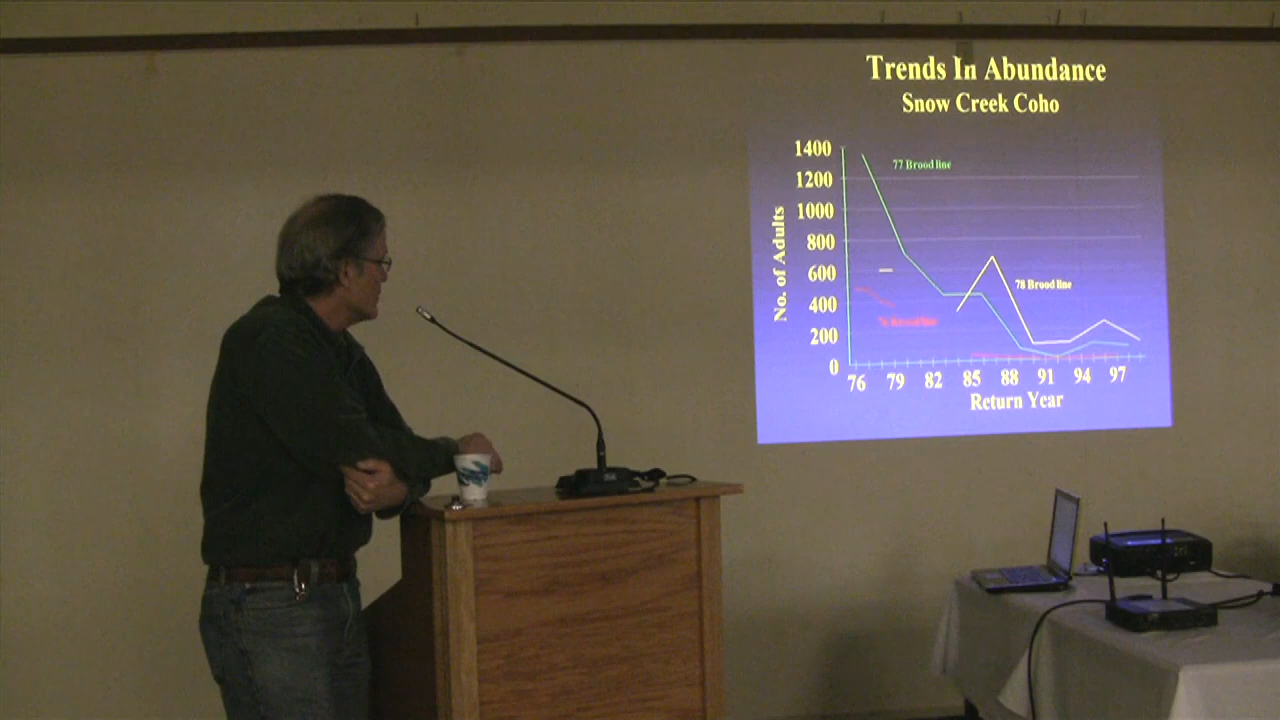 Trends In Abundance
Snow Creek Coho
1400
1200
1000
800
600
400
200
0
No. of Adults
77 Brood line
78 Brood line
76 79 82 85 88 91 94 97
Return Year